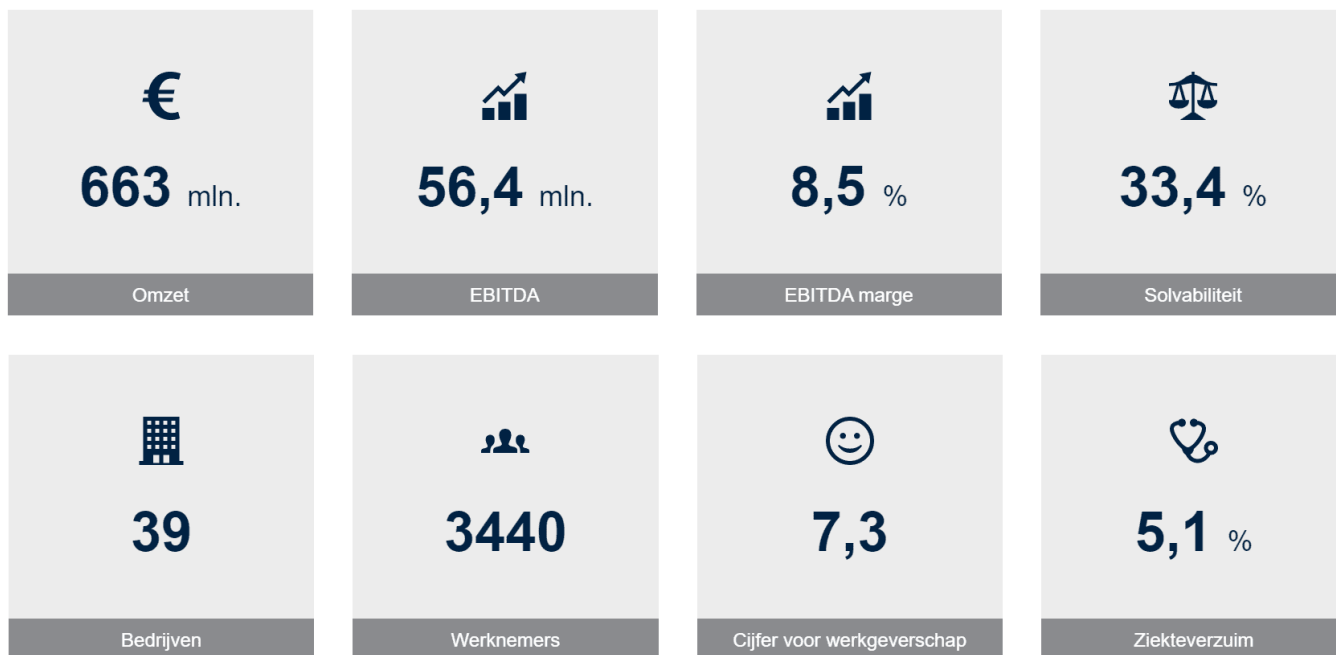 €
663 mln.
Omzet
56,4 mln.
EBITDA
8,5 %
EBITDA marge
33,4 %
Solvabiliteit
39
Bedrijven
3440
Werknemers
7,3
Cijfer voor werkgeverschap
5,1 %
Ziekteverzuim